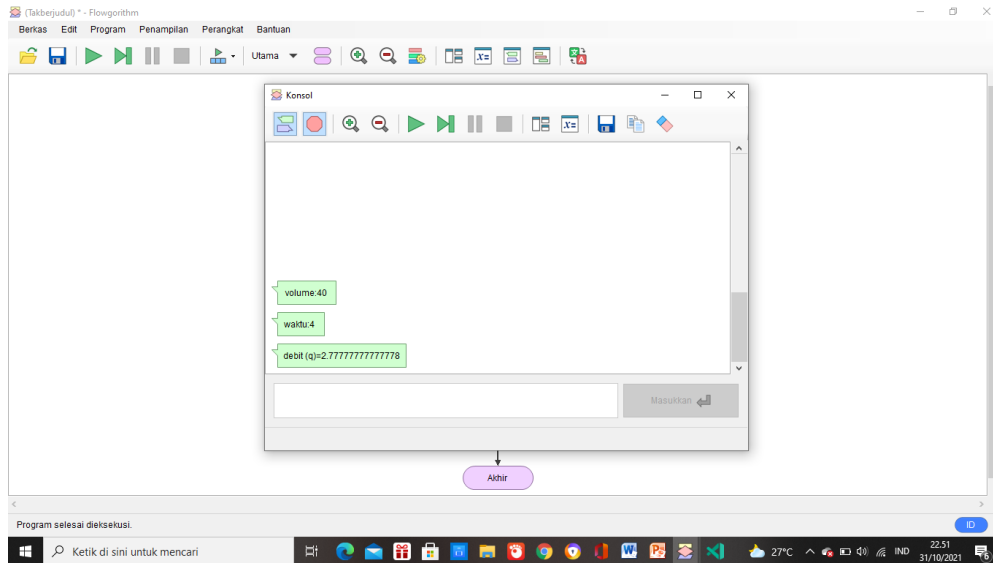 (Takberjudul) * - Flowgorithm
Berkas Edit Program Penampilan Perangkat Bantuan
Utama
Konsol
volume:40
waktu:4
debit (q)=2.77777777777778
Masukkan
Akhir
Program selesai dieksekusi.
ID
Ketik di sini untuk mencari
27°C
IND
22.51
31/10/2021